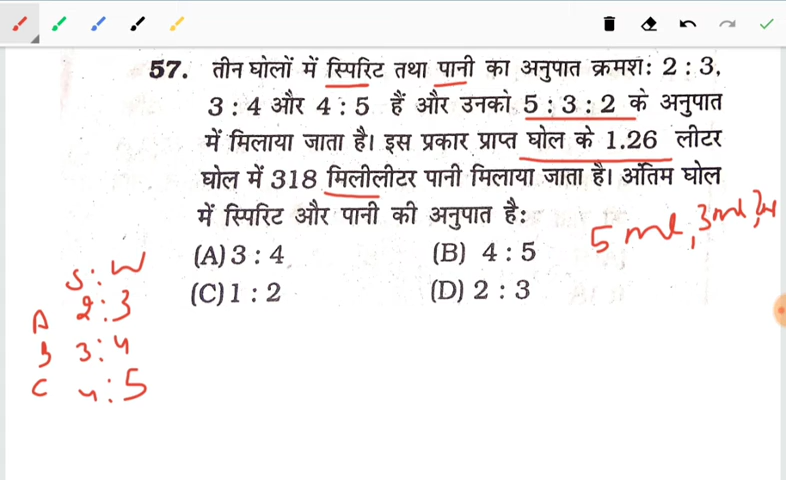 57. तीन घोलों में स्पिरिट तथा पानी का अनुपात क्रमश: 2 : 3,
3 : 4 और 4 : 5 हैं और उनको 5 : 3 : 2 के अनुपात
में मिलाया जाता है। इस प्रकार प्राप्त घोल के 1.26 लीटर
घोल में 318 मिलीलीटर पानी मिलाया जाता है। अंतिम घोल
में स्पिरिट और पानी की अनुपात है:
(A) 3 : 4 (B) 4 : 5
(C) 1 : 2 (D) 2 : 3
5 ml, 3 ml,
S : W
A 2 : 3
B 3 : 4
C 4 : 5